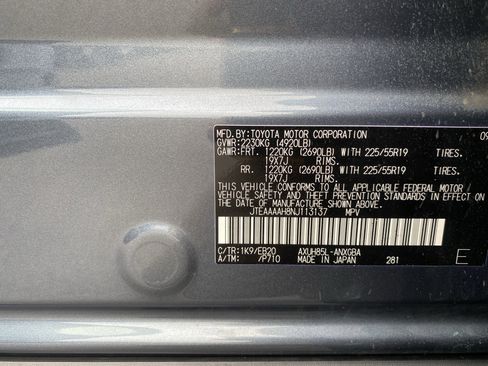 MFD.BY:TOYOTA MOTOR CORPORATION 09
GVWR:2230KG (4920LB)
GAWR:FRT. 1220KG (2690LB) WITH 225/55R19 TIRES.
19X7J RIMS.
RR. 1220KG (2690LB) WITH 225/55R19 TIRES.
19X7J RIMS.
THIS VEHICLE CONFORMS TO ALL APPLICABLE FEDERAL MOTOR
VEHICLE SAFETY AND THEFT PREVENTION STANDARDS IN EFFECT ON
THE DATE OF MANUFACTURE SHOWN ABOVE.
JTEAAAAH8NJ113137 MPV
C/TR:1K9/EB20 AXUH85L-ANXGBA
A/TM: 7P710 MADE IN JAPAN 281 E